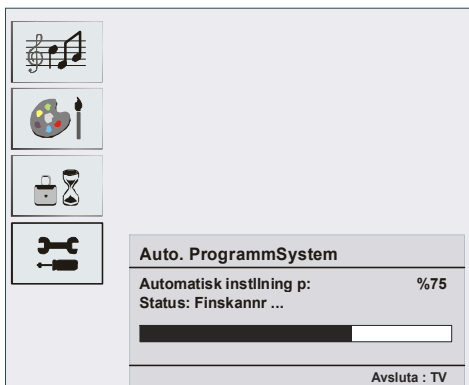 Auto. ProgrammSystem
Automatisk instllning p: %75
Status: Finskannr ...
Avsluta : TV